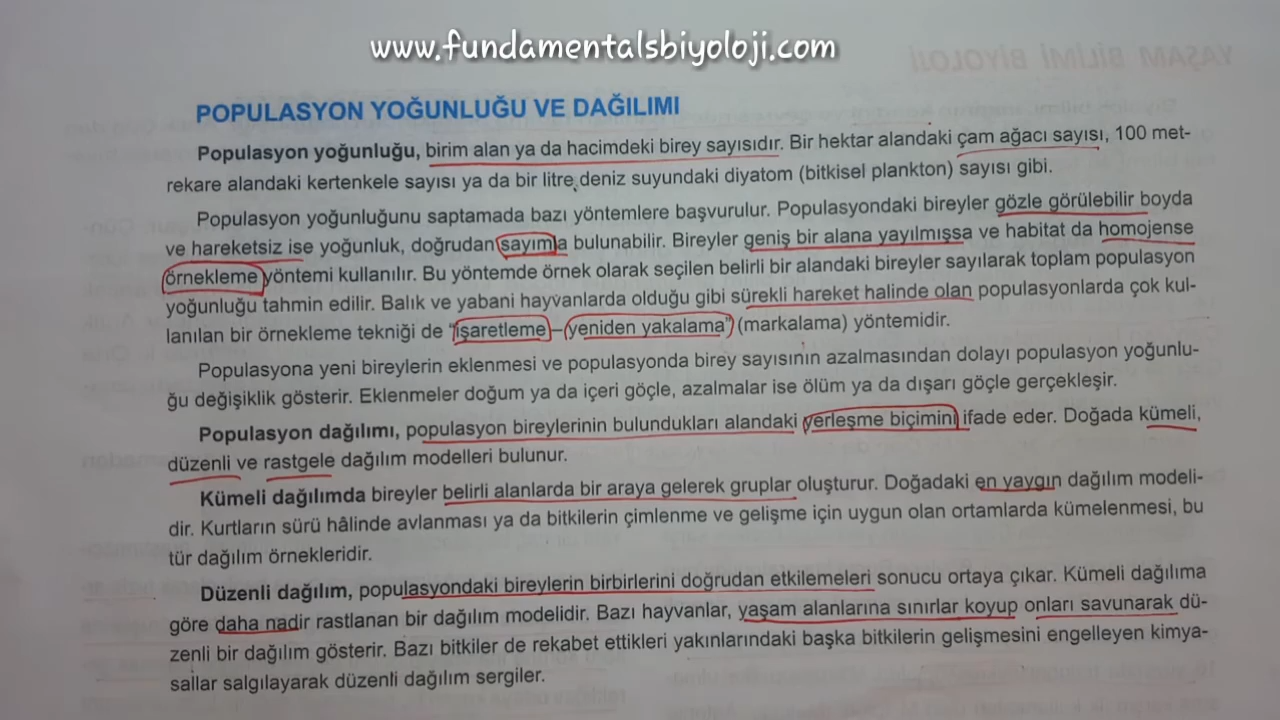 www.fundamentalsbiyoloji.com
YAŞAM BİLİMİ BİYOLOJİ
POPULASYON YOĞUNLUĞU VE DAĞILIMI
Populasyon yoğunluğu, birim alan ya da hacimdeki birey sayısıdır. Bir hektar alandaki çam ağacı sayısı, 100 met-
rekare alandaki kertenkele sayısı ya da bir litre deniz suyundaki diyatom (bitkisel plankton) sayısı gibi.
Populasyon yoğunluğunu saptamada bazı yöntemlere başvurulur. Populasyondaki bireyler gözle görülebilir boyda
ve hareketsiz ise yoğunluk, doğrudan sayımla bulunabilir. Bireyler geniş bir alana yayılmışsa ve habitat da homojense
örnekleme yöntemi kullanılır. Bu yöntemde örnek olarak seçilen belirli bir alandaki bireyler sayılarak toplam populasyon
yoğunluğu tahmin edilir. Balık ve yabani hayvanlarda olduğu gibi sürekli hareket halinde olan populasyonlarda çok kul-
lanılan bir örnekleme tekniği de "işaretleme–yeniden yakalama" (markalama) yöntemidir.
Populasyona yeni bireylerin eklenmesi ve populasyonda birey sayısının azalmasından dolayı populasyon yoğunlu-
ğu değişiklik gösterir. Eklenmeler doğum ya da içeri göçle, azalmalar ise ölüm ya da dışarı göçle gerçekleşir.
Populasyon dağılımı, populasyon bireylerinin bulundukları alandaki yerleşme biçimini ifade eder. Doğada kümeli,
düzenli ve rastgele dağılım modelleri bulunur.
Kümeli dağılımda bireyler belirli alanlarda bir araya gelerek gruplar oluşturur. Doğadaki en yaygın dağılım modeli-
dir. Kurtların sürü hâlinde avlanması ya da bitkilerin çimlenme ve gelişme için uygun olan ortamlarda kümelenmesi, bu
tür dağılım örnekleridir.
Düzenli dağılım, populasyondaki bireylerin birbirlerini doğrudan etkilemeleri sonucu ortaya çıkar. Kümeli dağılıma
göre daha nadir rastlanan bir dağılım modelidir. Bazı hayvanlar, yaşam alanlarına sınırlar koyup onları savunarak dü-
zenli bir dağılım gösterir. Bazı bitkiler de rekabet ettikleri yakınlarındaki başka bitkilerin gelişmesini engelleyen kimya-
sallar salgılayarak düzenli dağılım sergiler.